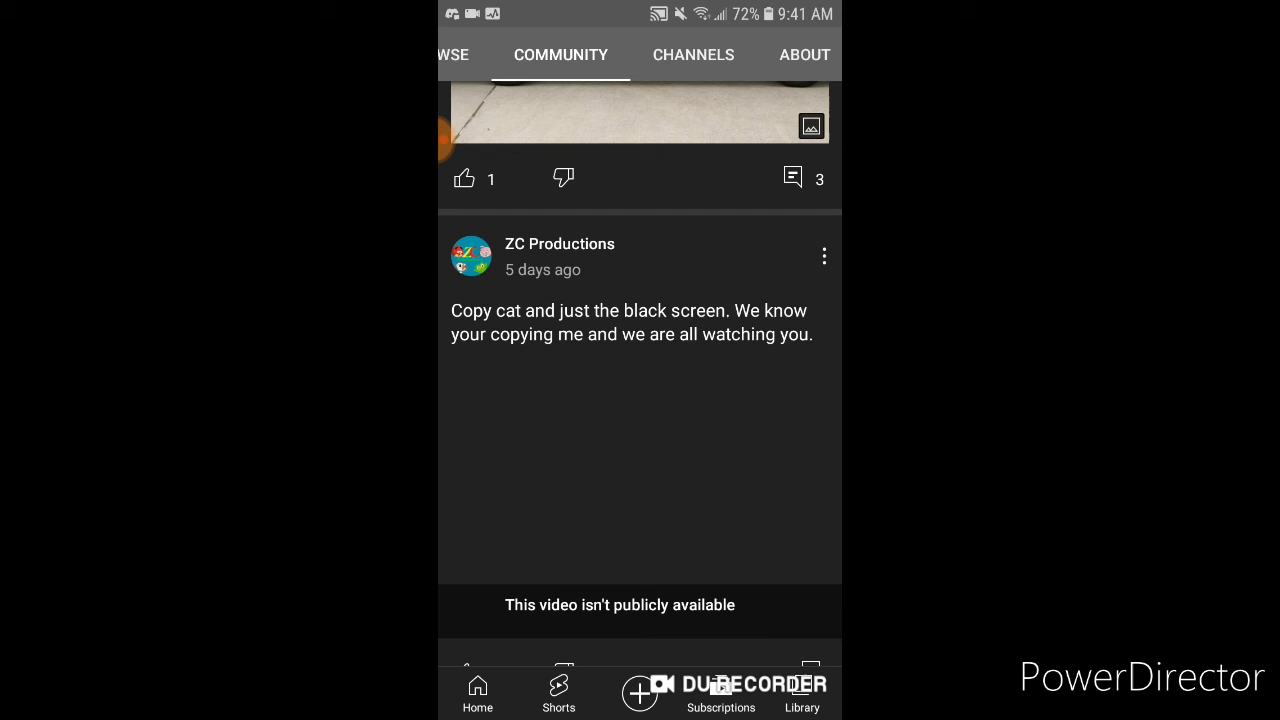 72% 9:41 AM
WSE COMMUNITY CHANNELS ABOUT
1 3
ZC Productions
5 days ago
Copy cat and just the black screen. We know
your copying me and we are all watching you.
This video isn't publicly available
DU RECORDER
Home Shorts Subscriptions Library
PowerDirector